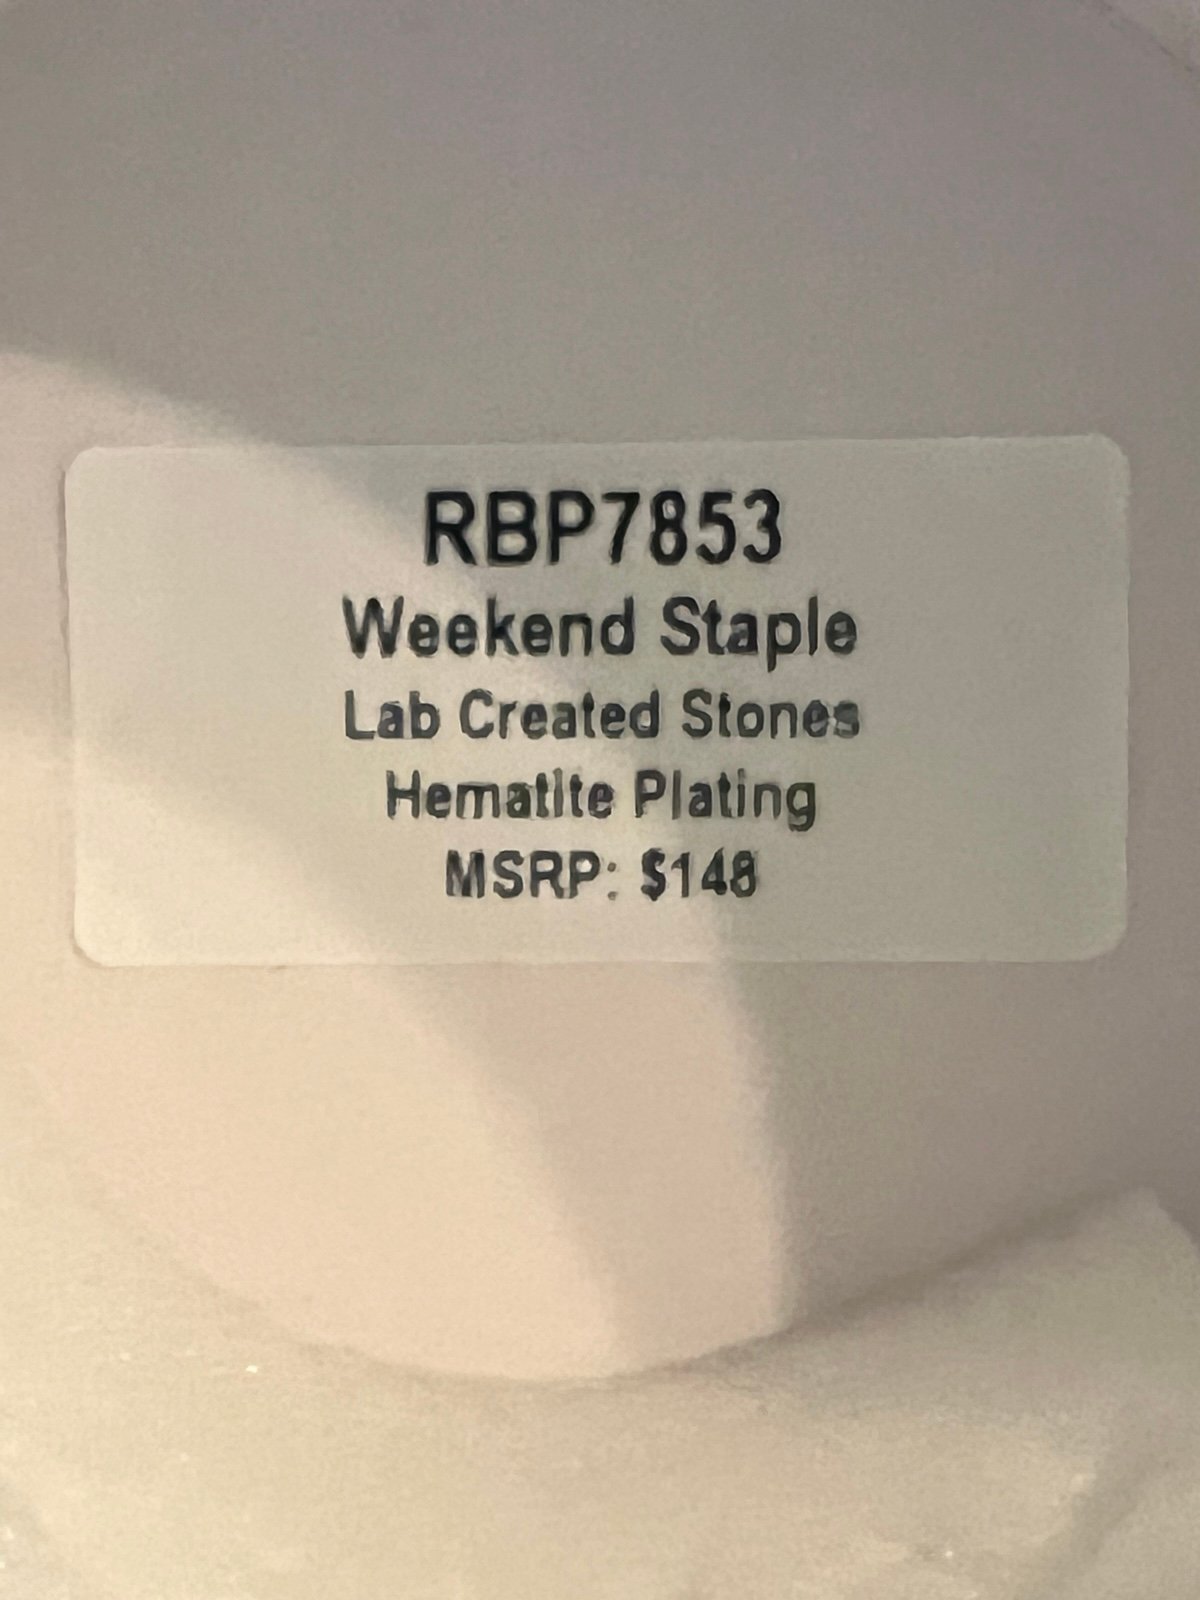 RBP7853
Weekend Staple
Lab Created Stones
Hematite Plating
MSRP: $148